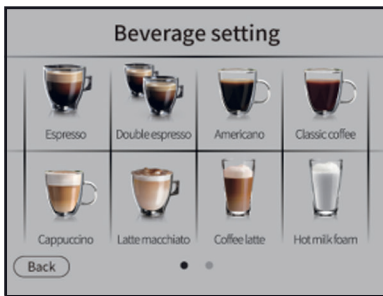 Beverage setting
Espresso
Double espresso
Americano
Classic coffee
Cappuccino
Latte macchiato
Coffee latte
Hot milk foam
Back